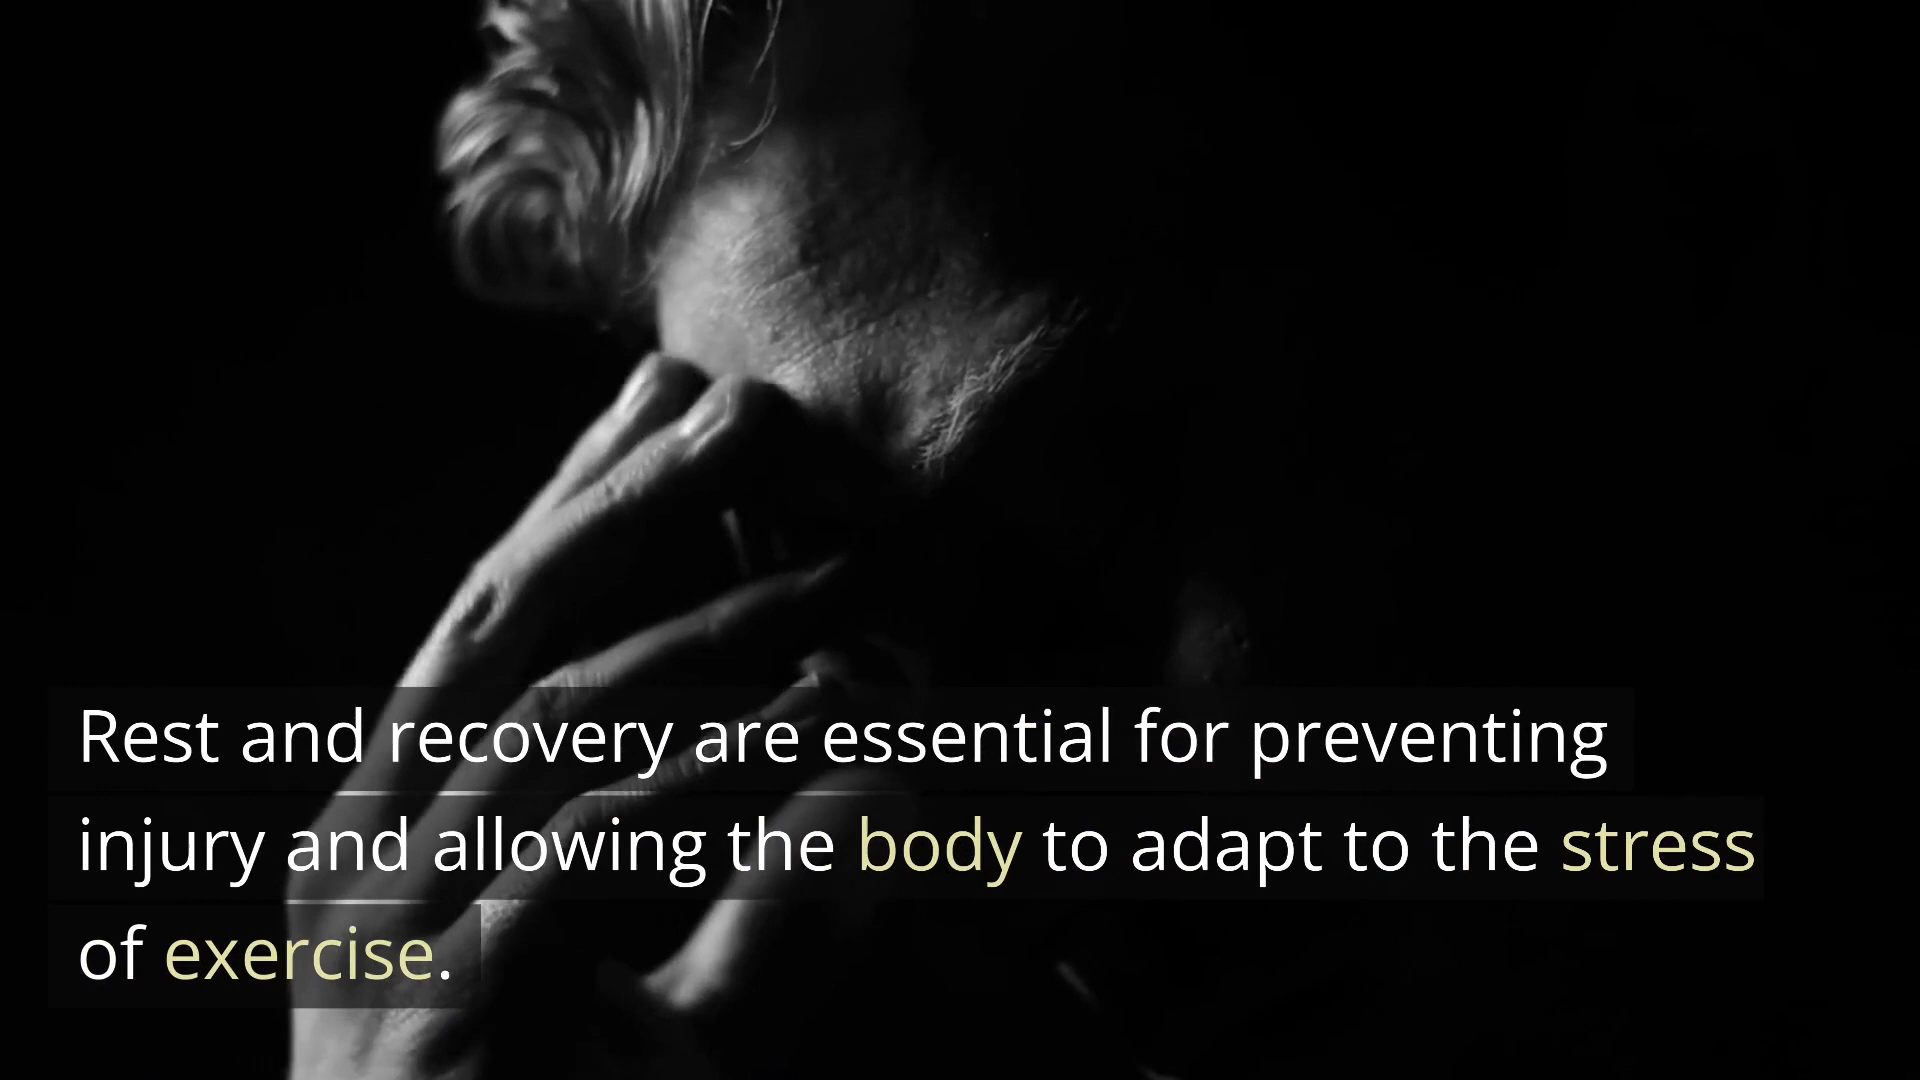 Rest and recovery are essential for preventing
injury and allowing the body to adapt to the stress
of exercise.